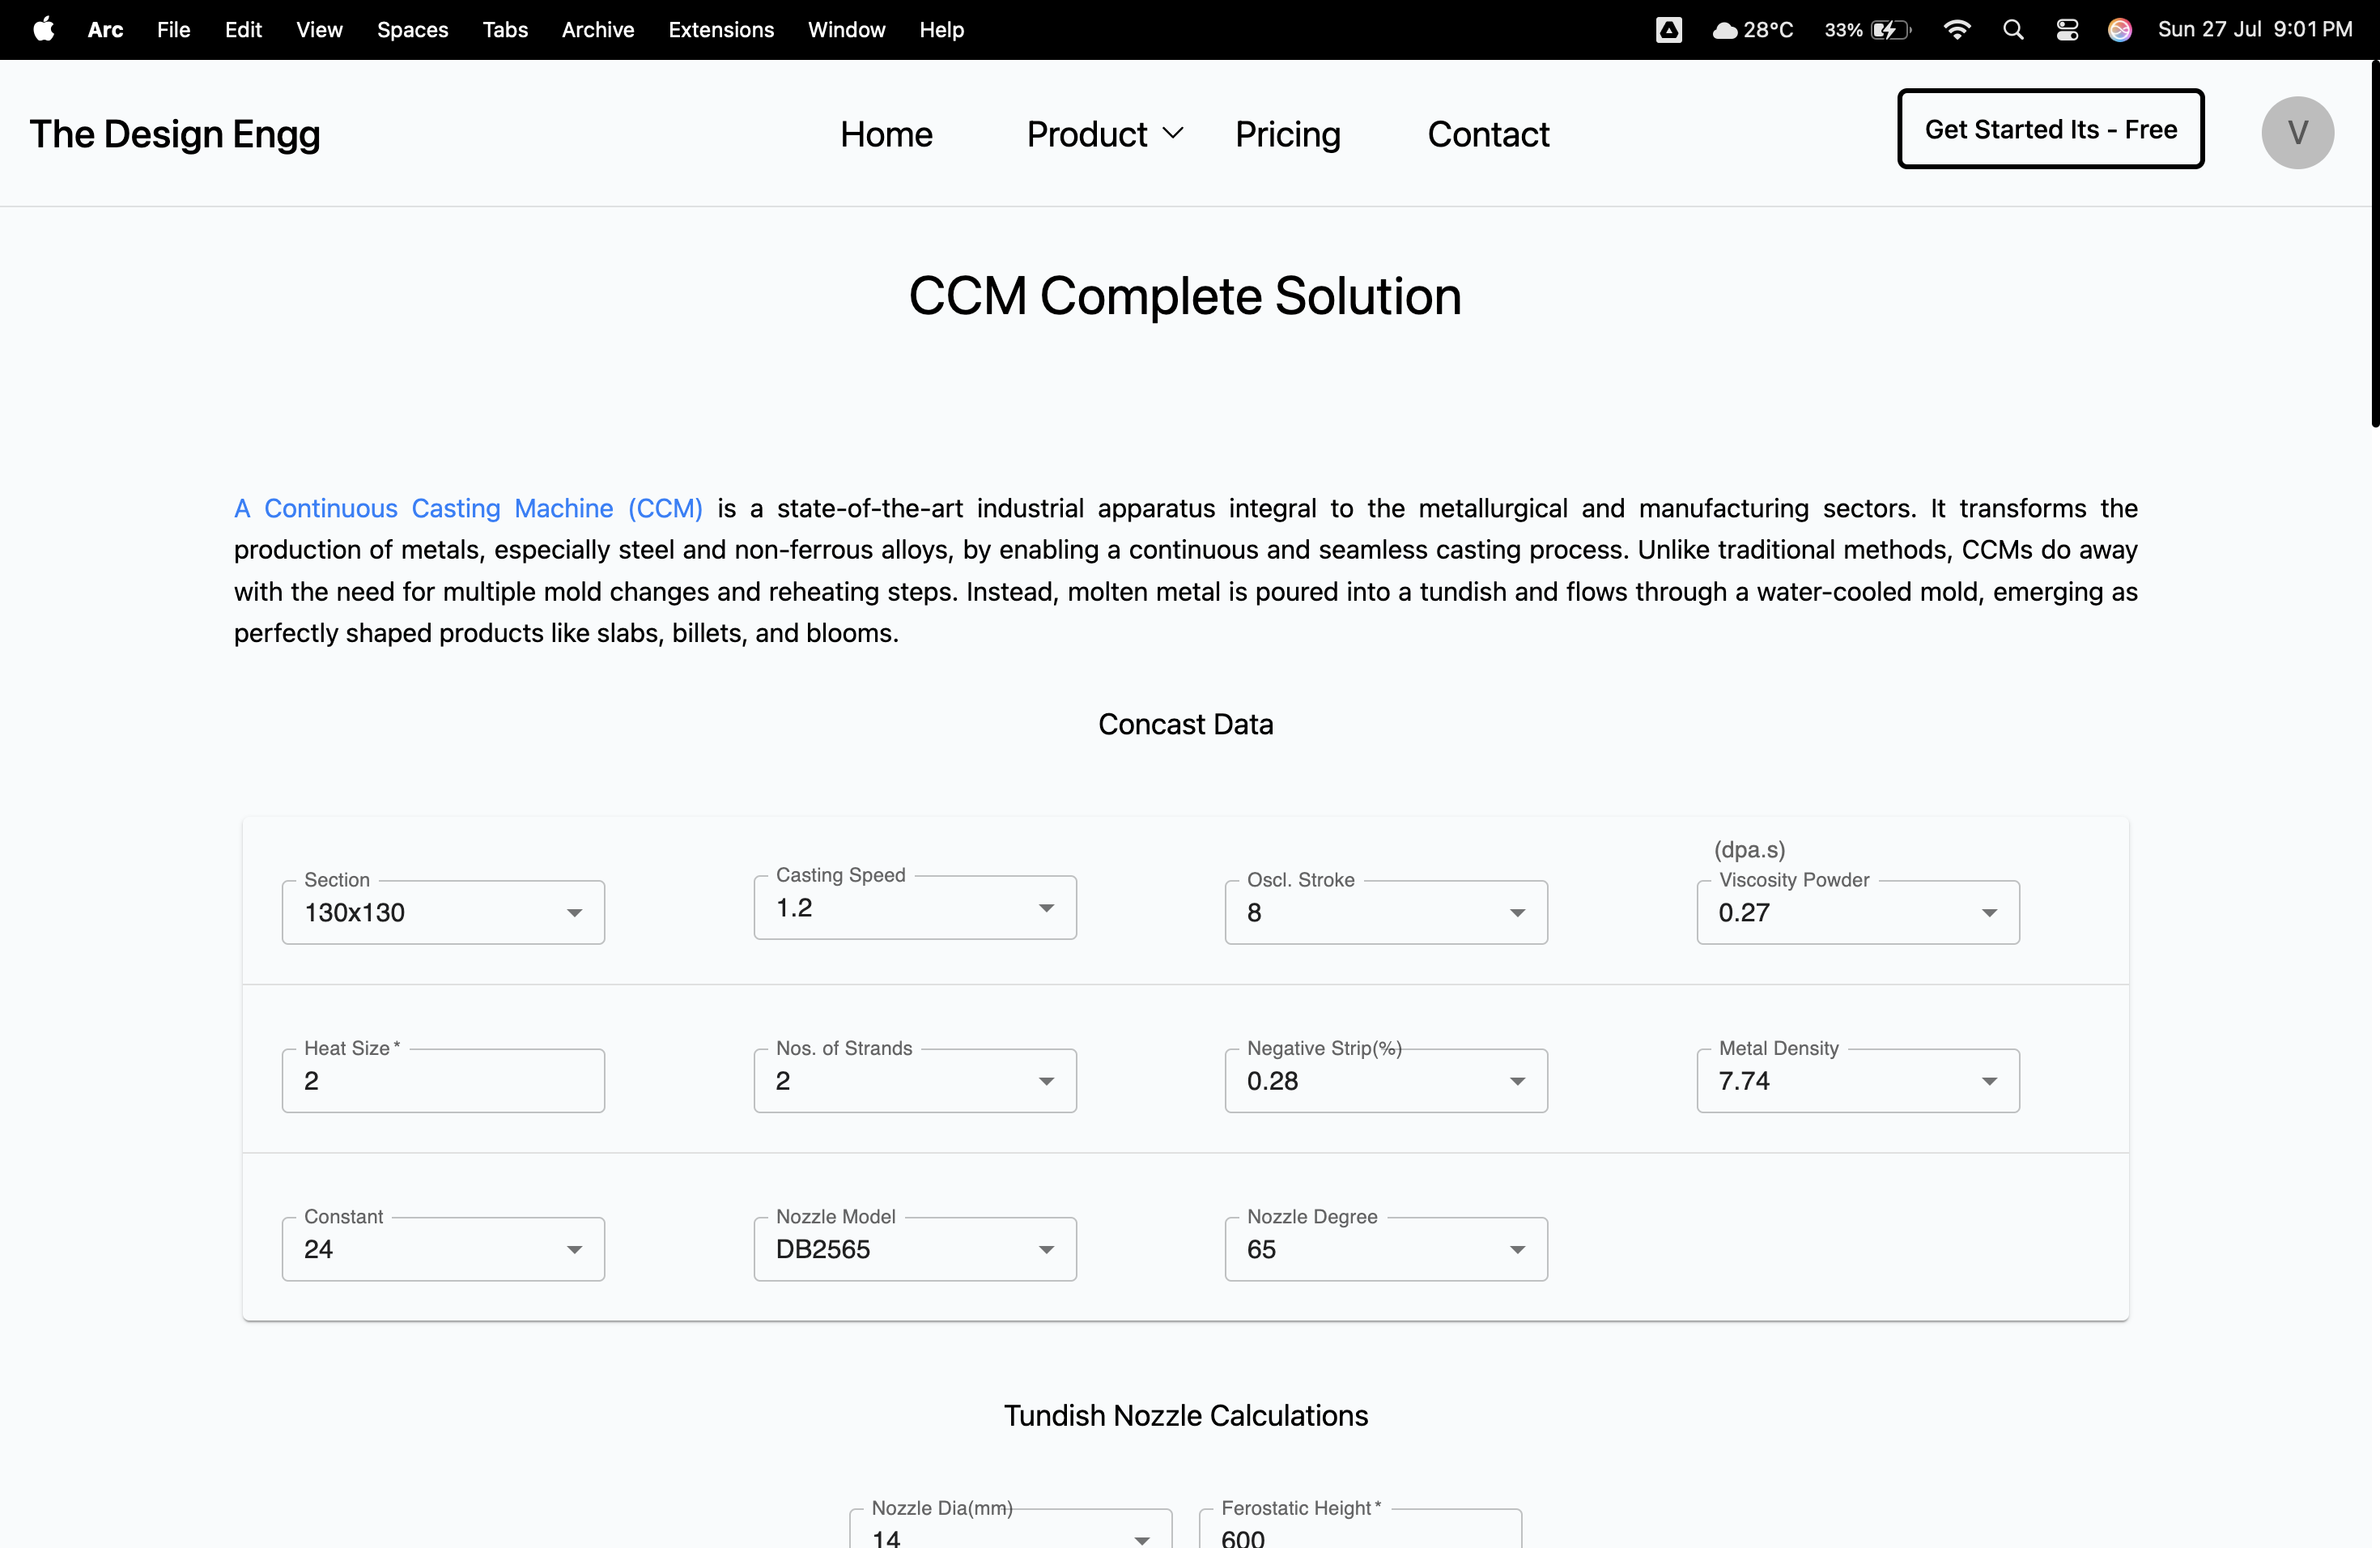 Arc File Edit View Spaces Tabs Archive Extensions Window Help 28°C 33% Sun 27 Jul 9:01 PM
The Design Engg Home Product Pricing Contact Get Started Its - Free V
CCM Complete Solution
A Continuous Casting Machine (CCM) is a state-of-the-art industrial apparatus integral to the metallurgical and manufacturing sectors. It transforms the
production of metals, especially steel and non-ferrous alloys, by enabling a continuous and seamless casting process. Unlike traditional methods, CCMs do away
with the need for multiple mold changes and reheating steps. Instead, molten metal is poured into a tundish and flows through a water-cooled mold, emerging as
perfectly shaped products like slabs, billets, and blooms.
Concast Data
(dpa.s)
Section Casting Speed Oscl. Stroke Viscosity Powder
130x130 1.2 8 0.27
Heat Size * Nos. of Strands Negative Strip(%) Metal Density
2 2 0.28 7.74
Constant Nozzle Model Nozzle Degree
24 DB2565 65
Tundish Nozzle Calculations
Nozzle Dia(mm) Ferostatic Height *
14 600